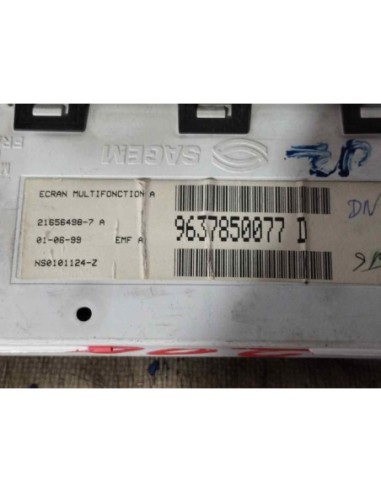 SAGEM
ECRAN MULTIFONCTION A
21656498-7 A
01-06-99 EMF A 9637850077 D
NS0101124-Z
DN